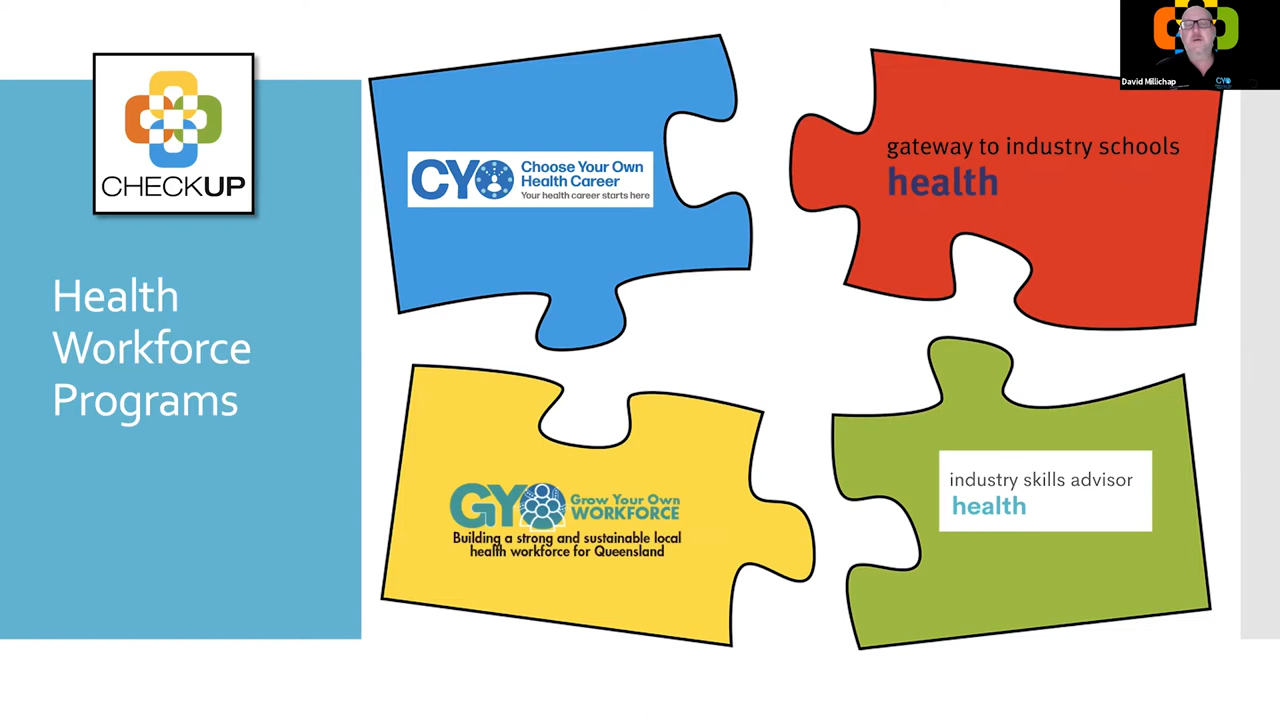 CHECKUP
Health
Workforce
Programs
CYO
Choose Your Own
Health Career
Your health career starts here
gateway to industry schools
health
GYO
Grow Your Own
WORKFORCE
Building a strong and sustainable local
health workforce for Queensland
industry skills advisor
health
David Millichap
CYO